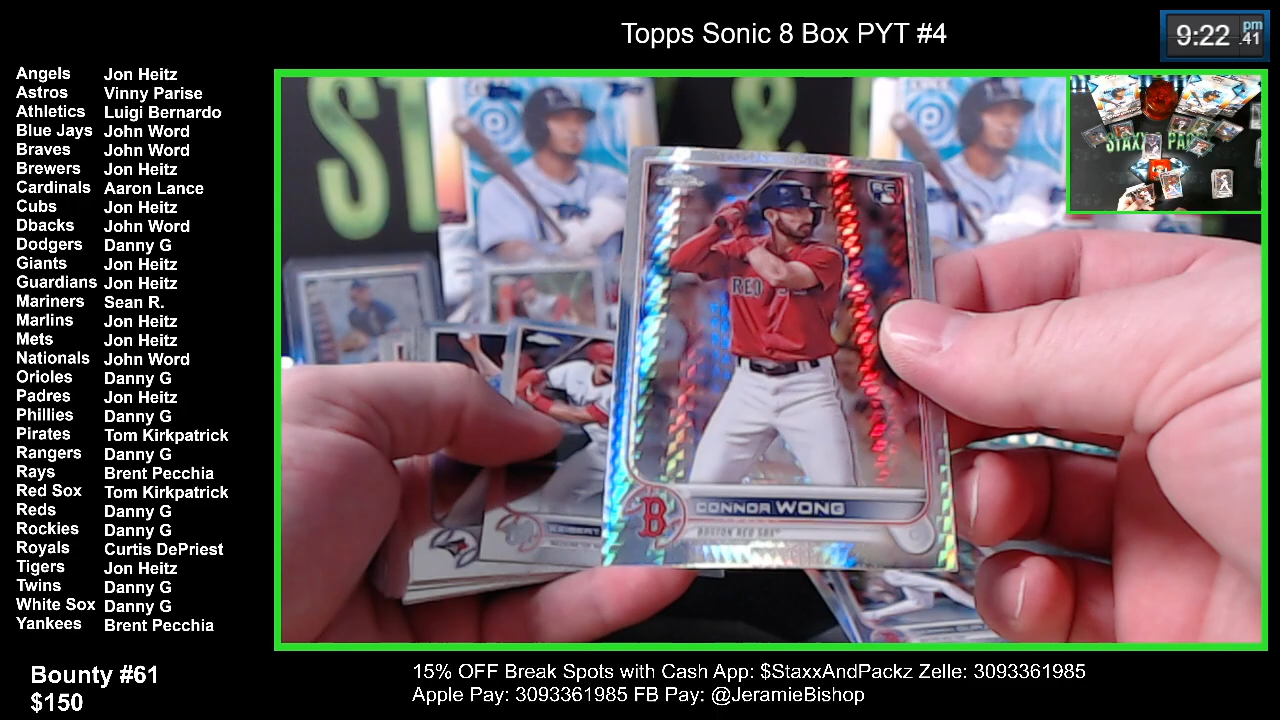 Topps Sonic 8 Box PYT #4
9:22 pm .41
Angels Jon Heitz
Astros Vinny Parise
Athletics Luigi Bernardo
Blue Jays John Word
Braves John Word
Brewers Jon Heitz
Cardinals Aaron Lance
Cubs Jon Heitz
Dbacks John Word
Dodgers Danny G
Giants Jon Heitz
Guardians Jon Heitz
Mariners Sean R.
Marlins Jon Heitz
Mets Jon Heitz
Nationals John Word
Orioles Danny G
Padres Jon Heitz
Phillies Danny G
Pirates Tom Kirkpatrick
Rangers Danny G
Rays Brent Pecchia
Red Sox Tom Kirkpatrick
Reds Danny G
Rockies Danny G
Royals Curtis DePriest
Tigers Jon Heitz
Twins Danny G
White Sox Danny G
Yankees Brent Pecchia
RC
RED
B
CONNOR WONG
BOSTON RED SOX
KEIBERT
Bounty #61
$150
15% OFF Break Spots with Cash App: $StaxxAndPackz Zelle: 3093361985
Apple Pay: 3093361985 FB Pay: @JeramieBishop